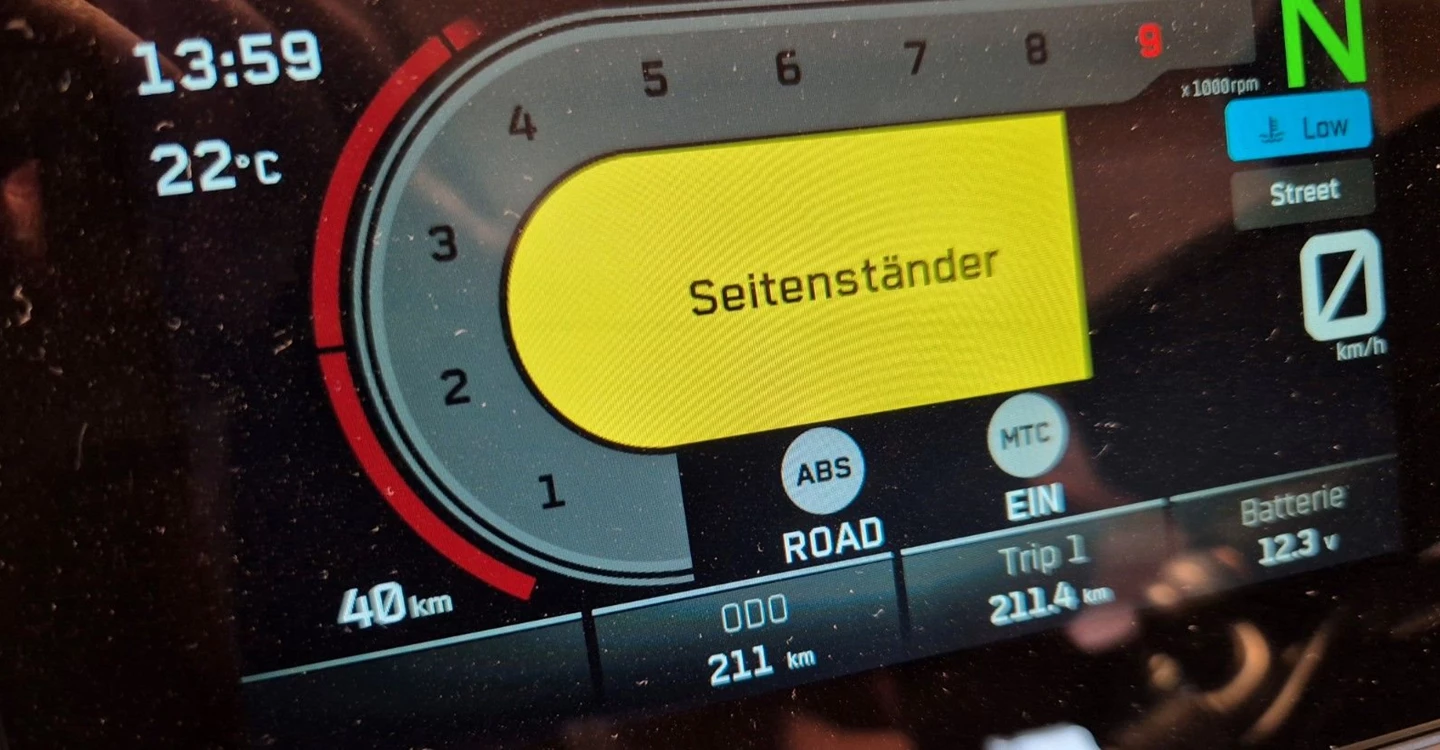 13:59
22°C
1
2
3
4
5
6
7
8
9
x1000rpm
N
Low
Street
0
km/h
Seitenständer
ABS
ROAD
MTC
EIN
40 km
ODO
211 km
Trip 1
211.4 km
Batterie
12.3 v